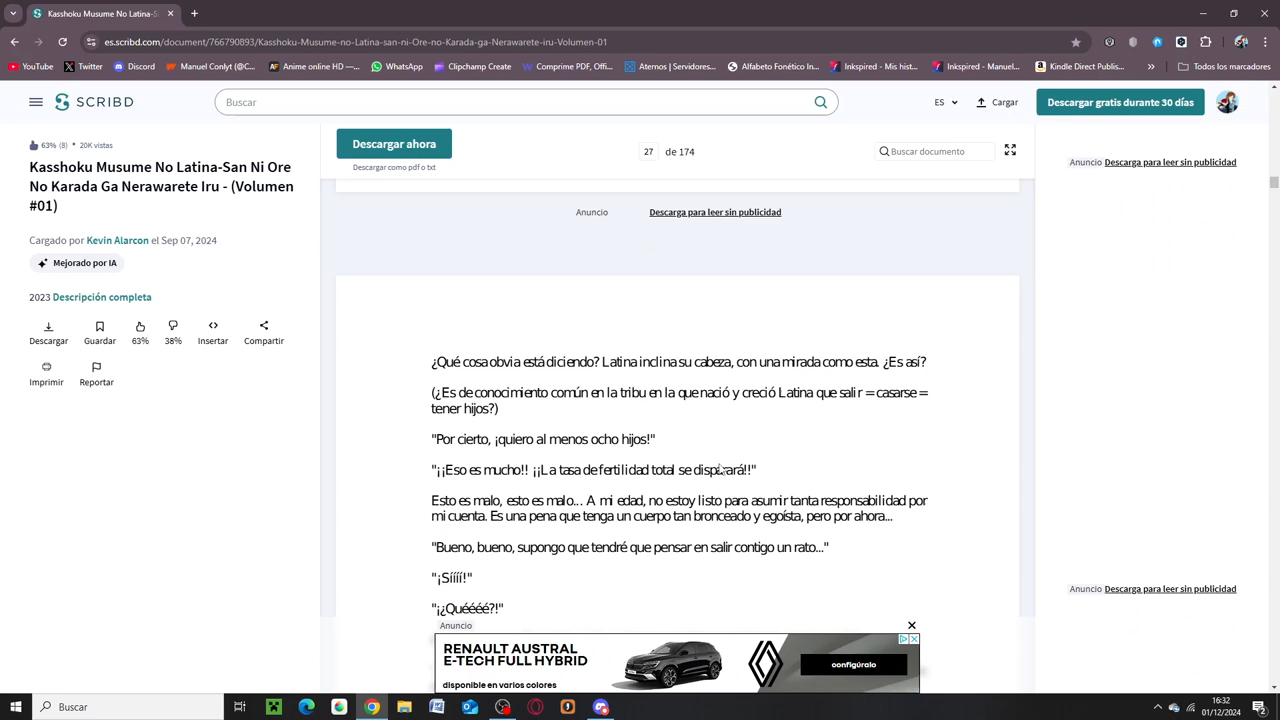 Kasshoku Musume No Latina-S
es.scribd.com/document/766790893/Kasshoku-Musume-no-Latina-san-ni-Ore-no-Karada-ga-Nerawarete-Iru-Volumen-01
YouTube
Twitter
Discord
Manuel Conlyt (@C...
Anime online HD —...
WhatsApp
Clipchamp Create
Comprime PDF, Offi...
Aternos | Servidores...
Alfabeto Fonético In...
Inkspired - Mis hist...
Inkspired - Manuel...
Kindle Direct Publis...
SCRIBD
Buscar
ES
Cargar
Descargar gratis durante 30 días
63% (8) • 20K vistas
Kasshoku Musume No Latina-San Ni Ore
No Karada Ga Nerawarete Iru - (Volumen
#01)
Cargado por Kevin Alarcon el Sep 07, 2024
Mejorado por IA
2023 Descripción completa
Descargar
Guardar
63%
38%
Insertar
Compartir
Imprimir
Reportar
Descargar ahora
Descargar como pdf o txt
27 de 174
Buscar documento
Anuncio Descarga para leer sin publicidad
Anuncio Descarga para leer sin publicidad
¿Qué cosa obvia está diciendo? Latina inclina su cabeza, con una mirada como esta. ¿Es así?
(¿Es de conocimiento común en la tribu en la que nació y creció Latina que salir = casarse =
tener hijos?)
"Por cierto, ¡quiero al menos ocho hijos!"
"¡¡Eso es mucho!! ¡¡La tasa de fertilidad total se disparará!!"
Esto es malo, esto es malo... A mi edad, no estoy listo para asumir tanta responsabilidad por
mi cuenta. Es una pena que tenga un cuerpo tan bronceado y egoísta, pero por ahora...
"Bueno, bueno, supongo que tendré que pensar en salir contigo un rato..."
"¡Síííí!"
"¡¿Quéééé?!"
Anuncio Descarga para leer sin publicidad
Anuncio
RENAULT AUSTRAL
E-TECH FULL HYBRID
disponible en varios colores
configúralo
Buscar
16:32
01/12/2024